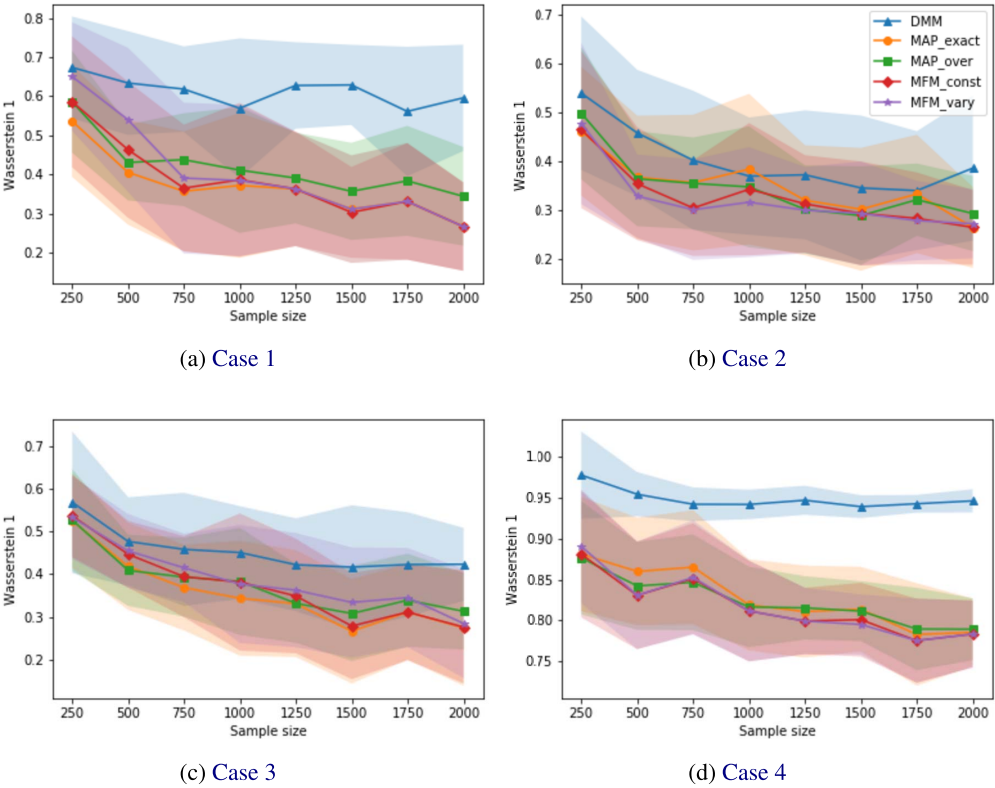 0.8
0.7
0.6
0.5
0.4
0.3
0.2
Wasserstein 1
250 500 750 1000 1250 1500 1750 2000
Sample size
(a) Case 1
0.7
0.6
0.5
0.4
0.3
0.2
Wasserstein 1
250 500 750 1000 1250 1500 1750 2000
Sample size
DMM
MAP_exact
MAP_over
MFM_const
MFM_vary
(b) Case 2
0.7
0.6
0.5
0.4
0.3
0.2
Wasserstein 1
250 500 750 1000 1250 1500 1750 2000
Sample size
(c) Case 3
1.00
0.95
0.90
0.85
0.80
0.75
Wasserstein 1
250 500 750 1000 1250 1500 1750 2000
Sample size
(d) Case 4